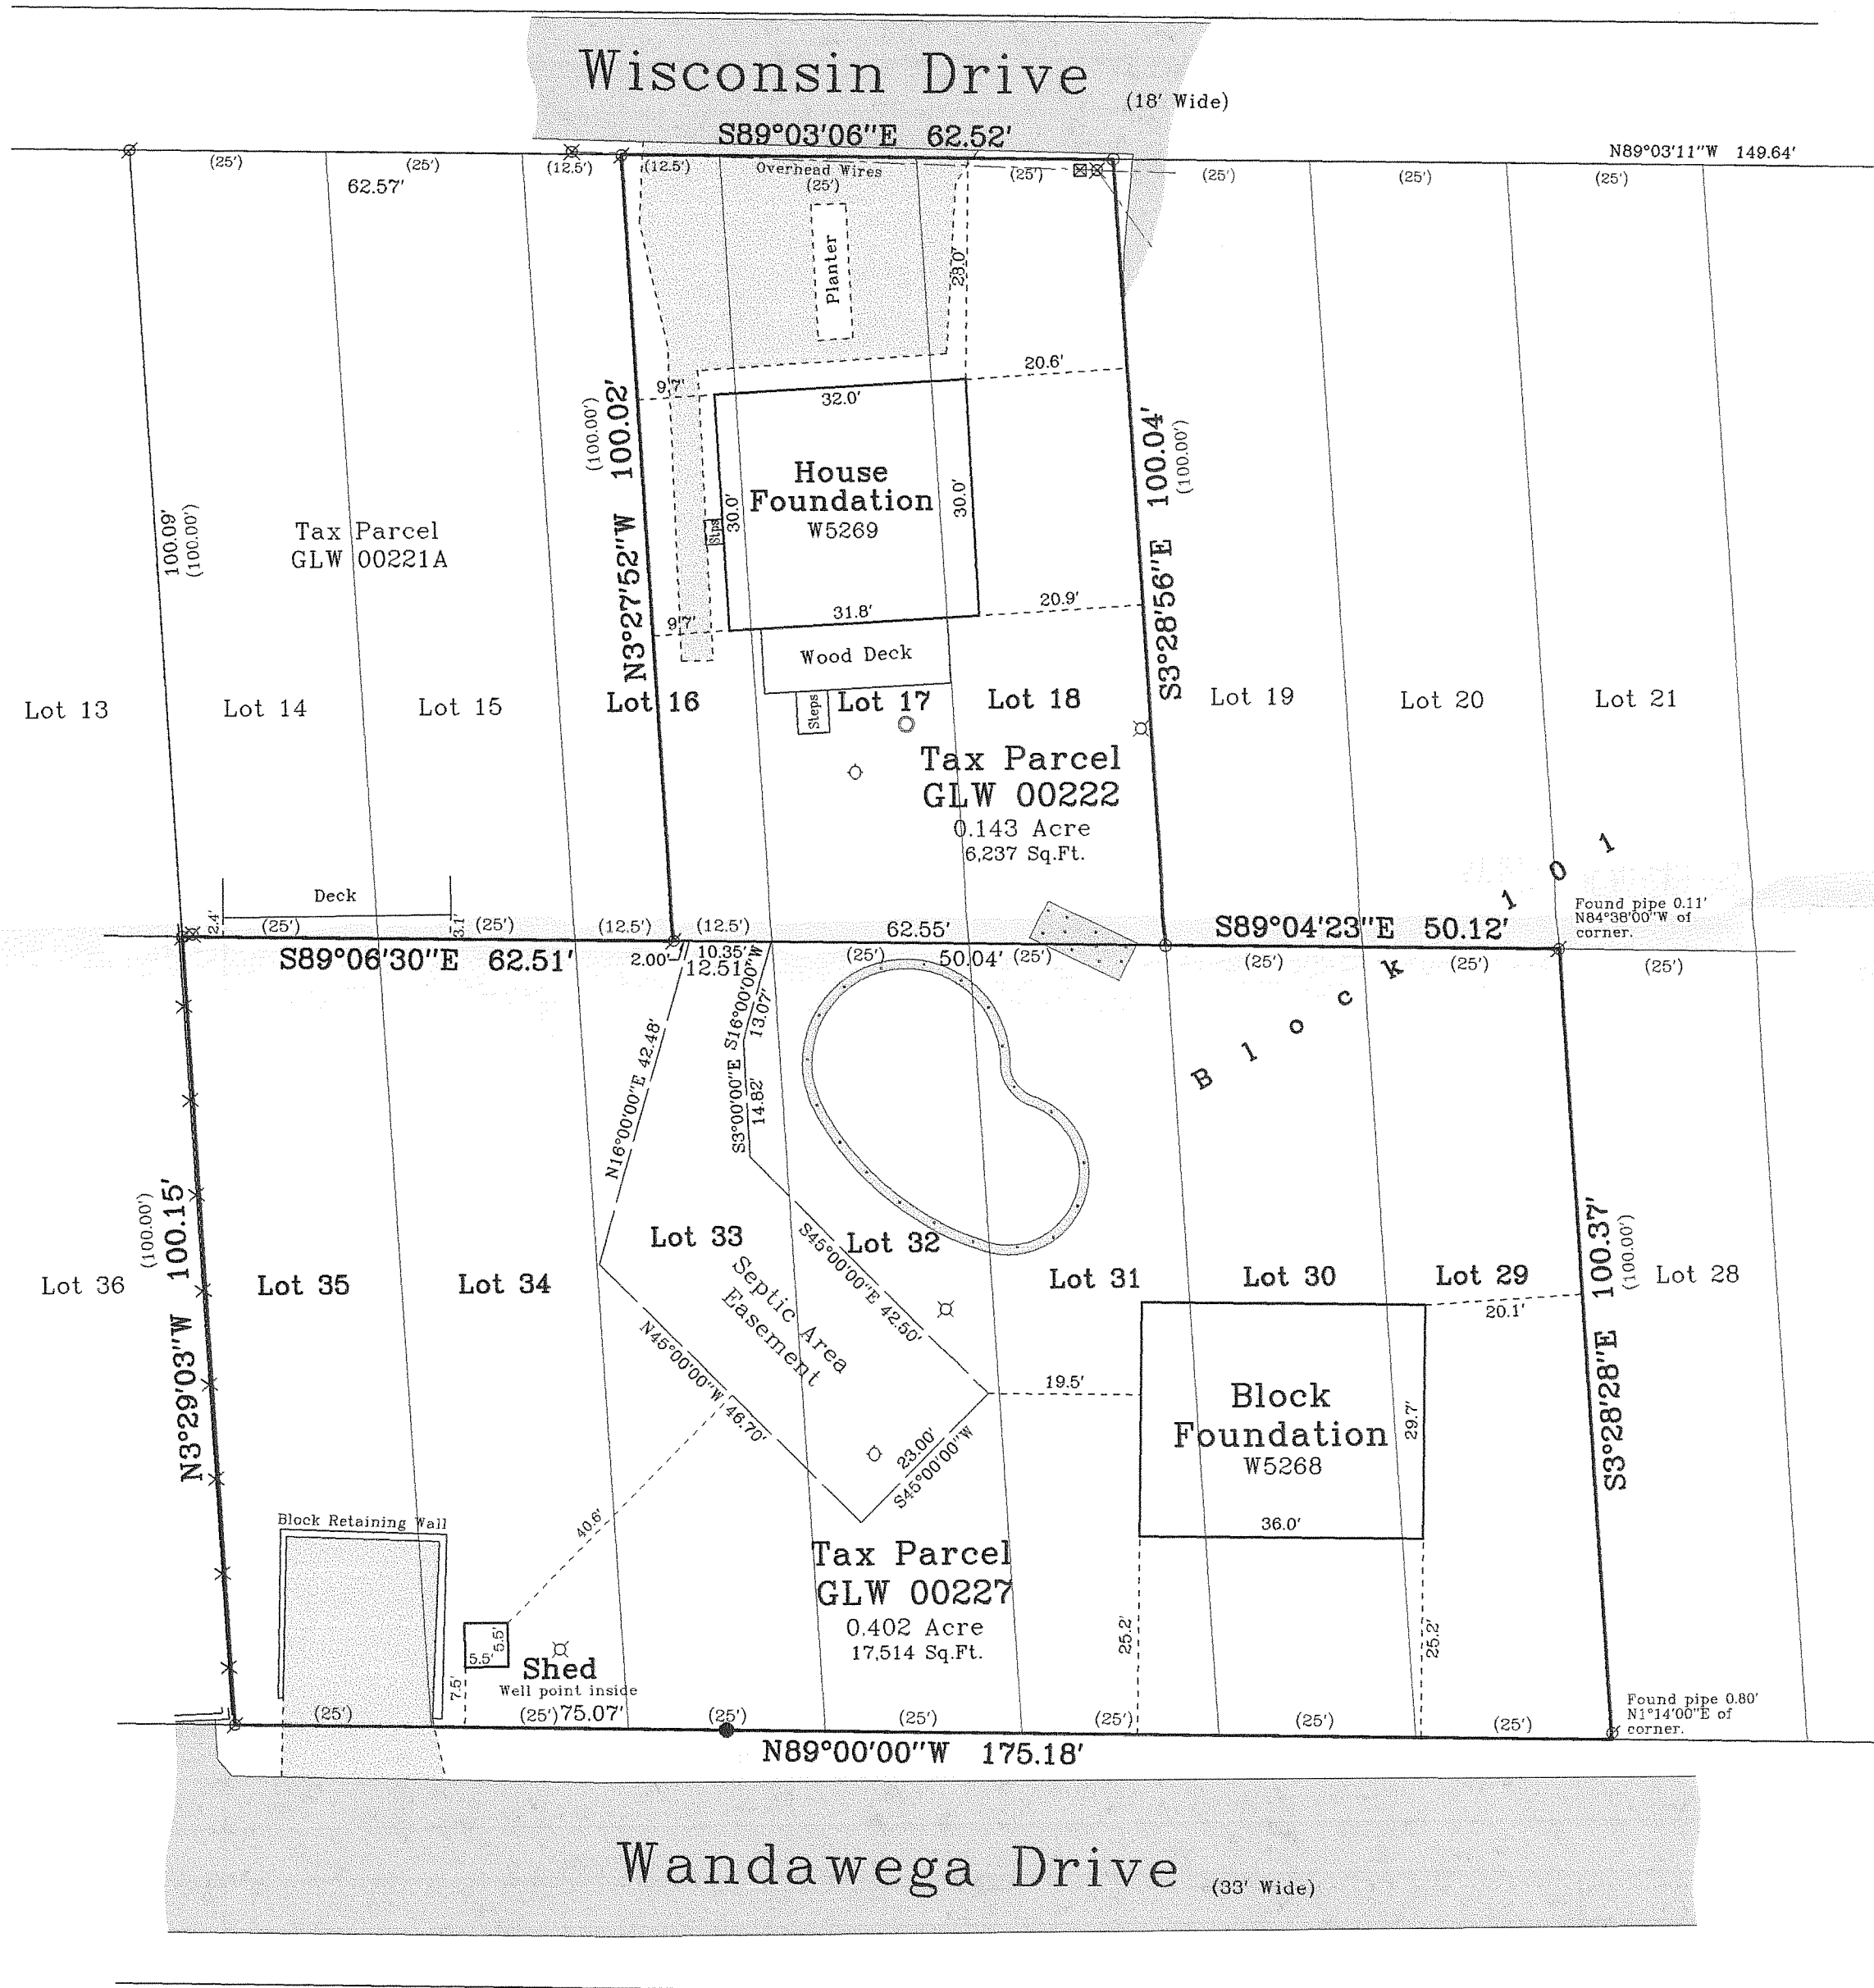 Wisconsin Drive
(18' Wide)
S89°03'06"E 62.52'
N89°03'11"W 149.64'
(25')
(25')
(12.5')
(12.5')
Overhead Wires
(25')
(25')
(25')
(25')
(25')
62.57'
Planter
28.0'
20.6'
9.7'
32.0'
(100.00')
N3°27'52"W 100.02'
House
Foundation
W5269
30.0'
30.0'
Stps
S3°28'56"E 100.04'
(100.00')
100.09'
(100.00')
Tax Parcel
GLW 00221A
31.8'
20.9'
9.7'
Wood Deck
Steps
Lot 13
Lot 14
Lot 15
Lot 16
Lot 17
Lot 18
Lot 19
Lot 20
Lot 21
Tax Parcel
GLW 00222
0.143 Acre
6,237 Sq.Ft.
Block 101
Found pipe 0.11'
N84°38'00"W of
corner.
Deck
2.4'
(25')
3.1'
(25')
(12.5')
(12.5')
62.55'
S89°04'23"E 50.12'
S89°06'30"E 62.51'
2.00'
10.35'
12.51'
(25')
50.04'
(25')
(25')
(25')
(25')
N16°00'00"E 42.48'
S16°00'00"W
13.07'
S3°00'00"E
14.82'
(100.00')
N3°29'03"W 100.15'
Lot 36
Lot 35
Lot 34
Lot 33
Lot 32
Lot 31
Lot 30
Lot 29
Lot 28
S3°28'28"E 100.37'
(100.00')
Septic Area
Easement
S45°00'00"E 42.50'
N45°00'00"W 46.70'
23.00'
S45°00'00"W
19.5'
20.1'
Block
Foundation
W5268
29.7'
36.0'
25.2'
25.2'
Block Retaining Wall
40.6'
Tax Parcel
GLW 00227
0.402 Acre
17,514 Sq.Ft.
5.5'
5.5'
7.5'
Shed
Well point inside
(25')
(25')
75.07'
(25')
(25')
(25')
(25')
(25')
Found pipe 0.80'
N1°14'00"E of
corner.
N89°00'00"W 175.18'
Wandawega Drive
(33' Wide)